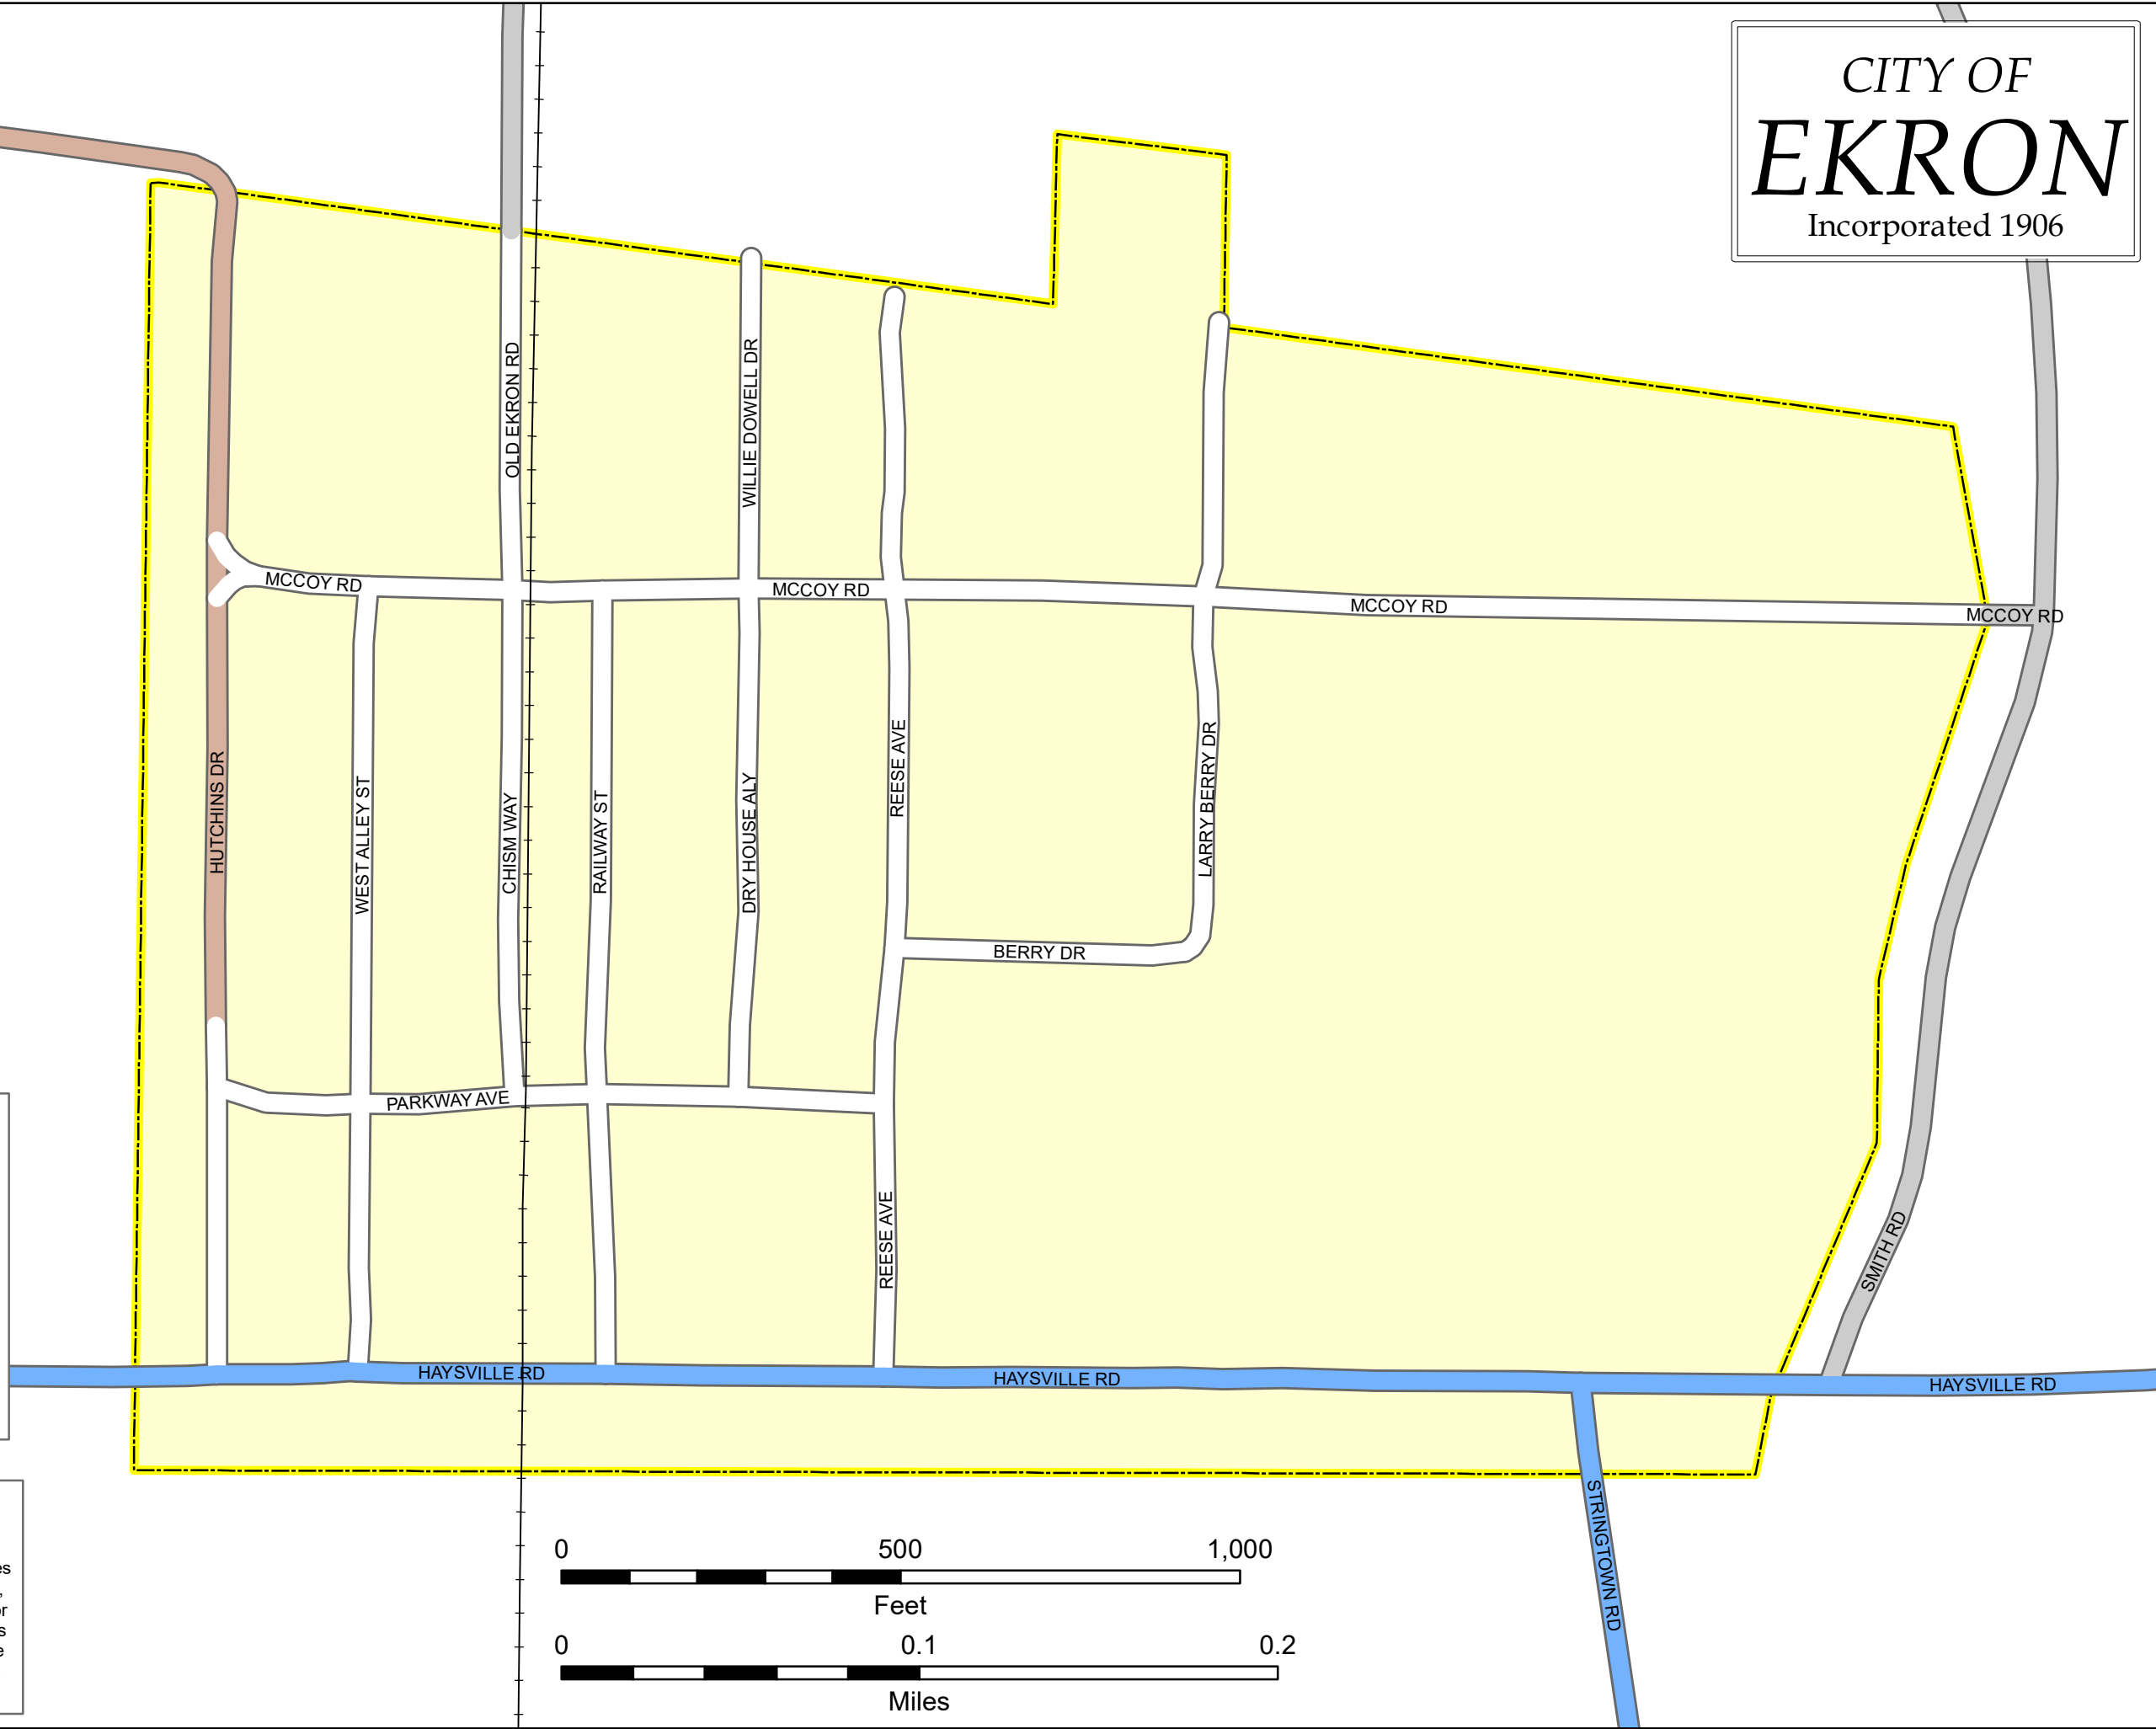 CITY OF
EKRON
Incorporated 1906
OLD EKRON RD
WILLIE DOWELL DR
MCCOY RD
MCCOY RD
MCCOY RD
MCCOY RD
HUTCHINS DR
WEST ALLEY ST
CHISM WAY
RAILWAY ST
DRY HOUSE ALY
REESE AVE
LARRY BERRY DR
BERRY DR
PARKWAY AVE
REESE AVE
SMITH RD
HAYSVILLE RD
HAYSVILLE RD
HAYSVILLE RD
STRINGTOWN RD
0 500 1,000
Feet
0 0.1 0.2
Miles